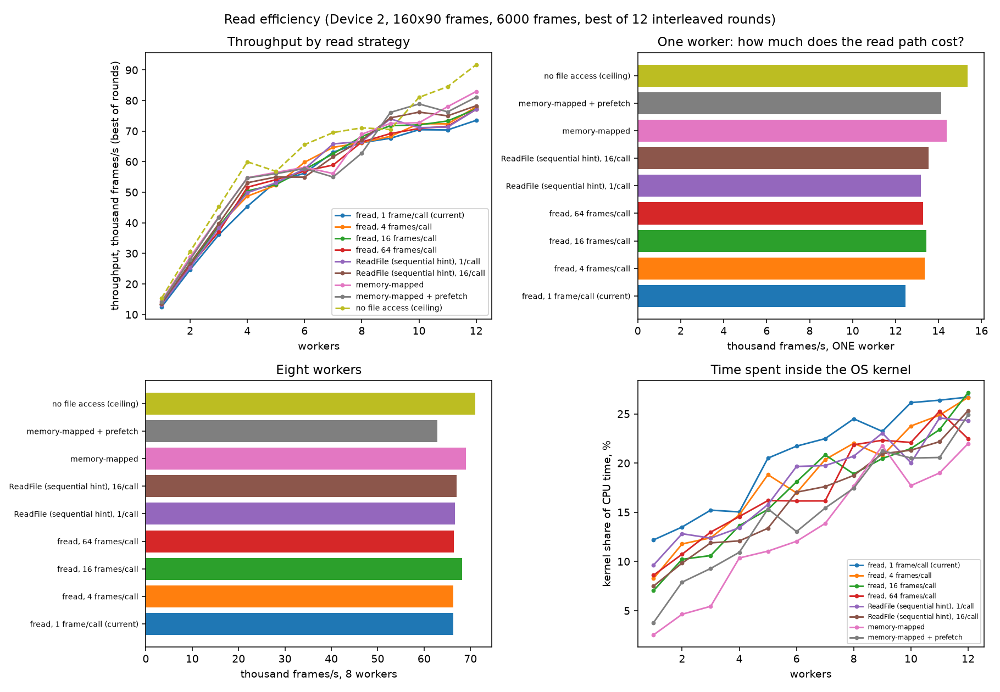 Read efficiency (Device 2, 160x90 frames, 6000 frames, best of 12 interleaved rounds)
Throughput by read strategy
throughput, thousand frames/s (best of rounds)
90
80
70
60
50
40
30
20
10
2 4 6 8 10 12
workers
fread, 1 frame/call (current)
fread, 4 frames/call
fread, 16 frames/call
fread, 64 frames/call
ReadFile (sequential hint), 1/call
ReadFile (sequential hint), 16/call
memory-mapped
memory-mapped + prefetch
no file access (ceiling)
One worker: how much does the read path cost?
no file access (ceiling)
memory-mapped + prefetch
memory-mapped
ReadFile (sequential hint), 16/call
ReadFile (sequential hint), 1/call
fread, 64 frames/call
fread, 16 frames/call
fread, 4 frames/call
fread, 1 frame/call (current)
0 2 4 6 8 10 12 14 16
thousand frames/s, ONE worker
Eight workers
no file access (ceiling)
memory-mapped + prefetch
memory-mapped
ReadFile (sequential hint), 16/call
ReadFile (sequential hint), 1/call
fread, 64 frames/call
fread, 16 frames/call
fread, 4 frames/call
fread, 1 frame/call (current)
0 10 20 30 40 50 60 70
thousand frames/s, 8 workers
Time spent inside the OS kernel
kernel share of CPU time, %
25
20
15
10
5
2 4 6 8 10 12
workers
fread, 1 frame/call (current)
fread, 4 frames/call
fread, 16 frames/call
fread, 64 frames/call
ReadFile (sequential hint), 1/call
ReadFile (sequential hint), 16/call
memory-mapped
memory-mapped + prefetch